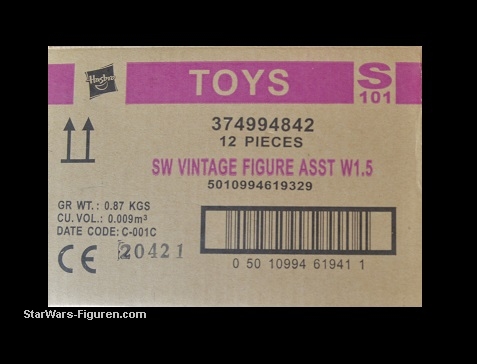 Hasbro
TOYS
S
101
374994842
12 PIECES
SW VINTAGE FIGURE ASST W1.5
5010994619329
GR WT.: 0.87 KGS
CU. VOL.: 0.009m³
DATE CODE: C-001C
CE 20421
0 50 10994 61941 1
StarWars-Figuren.com